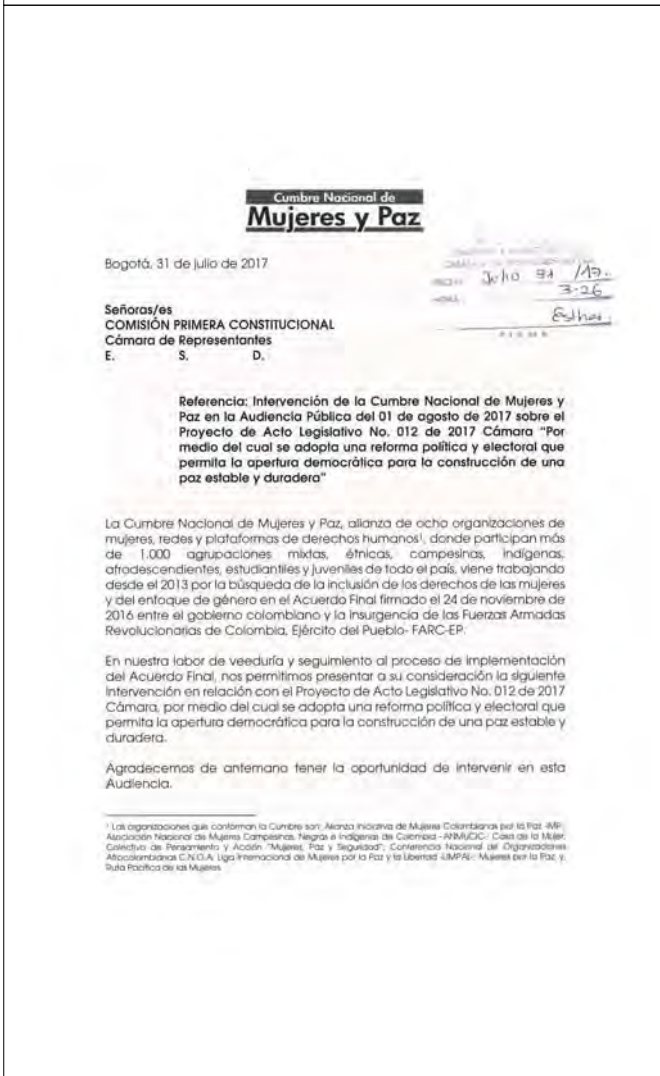 Cumbre Nacional de
Mujeres y Paz
Bogotá, 31 de julio de 2017
Julio 31 /17.
3-26
Esther
FIRMA
Señoras/es
COMISIÓN PRIMERA CONSTITUCIONAL
Cámara de Representantes
E. S. D.
Referencia: Intervención de la Cumbre Nacional de Mujeres y
Paz en la Audiencia Pública del 01 de agosto de 2017 sobre el
Proyecto de Acto Legislativo No. 012 de 2017 Cámara “Por
medio del cual se adopta una reforma política y electoral que
permita la apertura democrática para la construcción de una
paz estable y duradera”
La Cumbre Nacional de Mujeres y Paz, alianza de ocho organizaciones de
mujeres, redes y plataformas de derechos humanos¹, donde participan más
de 1.000 agrupaciones mixtas, étnicas, campesinas, indígenas,
afrodescendientes, estudiantiles y juveniles de todo el país, viene trabajando
desde el 2013 por la búsqueda de la inclusión de los derechos de las mujeres
y del enfoque de género en el Acuerdo Final firmado el 24 de noviembre de
2016 entre el gobierno colombiano y la insurgencia de las Fuerzas Armadas
Revolucionarias de Colombia, Ejército del Pueblo- FARC-EP.
En nuestra labor de veeduría y seguimiento al proceso de implementación
del Acuerdo Final, nos permitimos presentar a su consideración la siguiente
intervención en relación con el Proyecto de Acto Legislativo No. 012 de 2017
Cámara, por medio del cual se adopta una reforma política y electoral que
permita la apertura democrática para la construcción de una paz estable y
duradera.
Agradecemos de antemano tener la oportunidad de intervenir en esta
Audiencia.
¹ Las organizaciones que conforman la Cumbre son: Alianza Iniciativa de Mujeres Colombianas por la Paz -IMP-;
Asociación Nacional de Mujeres Campesinas, Negras e Indígenas de Colombia -ANMUCIC-; Casa de la Mujer;
Colectivo de Pensamiento y Acción "Mujeres, Paz y Seguridad"; Conferencia Nacional de Organizaciones
Afrocolombianas C.N.O.A; Liga Internacional de Mujeres por la Paz y la Libertad -LIMPAL-; Mujeres por la Paz y,
Ruta Pacífica de las Mujeres